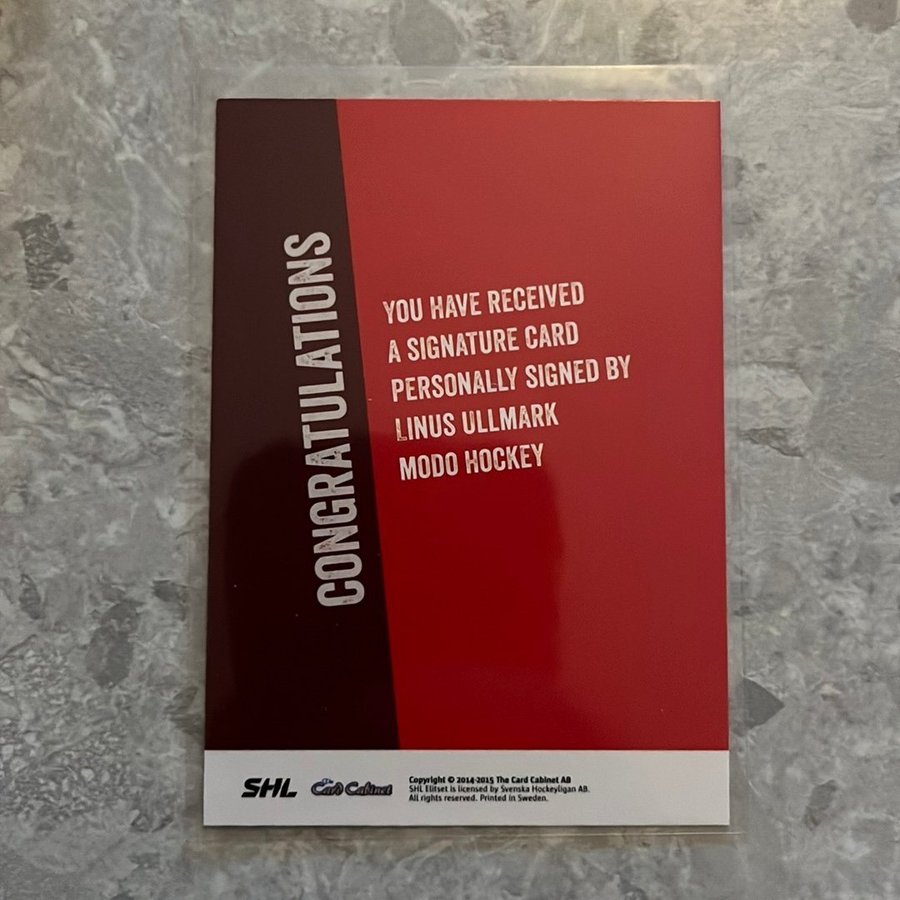 CONGRATULATIONS
YOU HAVE RECEIVED
A SIGNATURE CARD
PERSONALLY SIGNED BY
LINUS ULLMARK
MODO HOCKEY
SHL
The Card Cabinet
Copyright © 2014-2015 The Card Cabinet AB
SHL Elitset is licensed by Svenska Hockeyligan AB.
All rights reserved. Printed in Sweden.